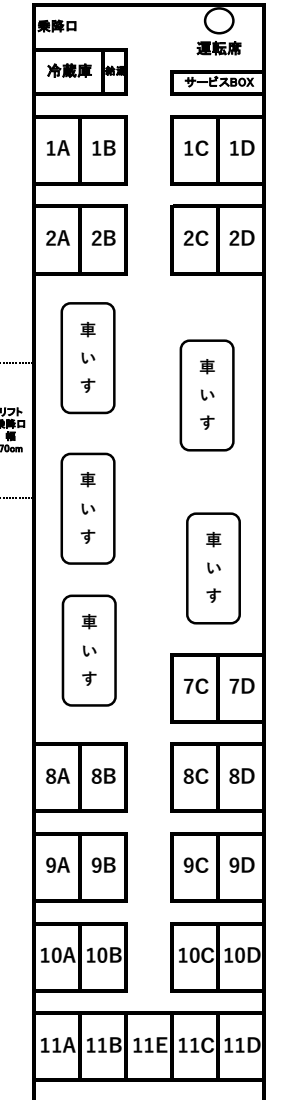 乗降口
運転席
冷蔵庫
給湯
サービスBOX
1A 1B 1C 1D
2A 2B 2C 2D
車いす
車いす
リフト
乗降口
幅
70cm
車いす
車いす
車いす
7C 7D
8A 8B 8C 8D
9A 9B 9C 9D
10A 10B 10C 10D
11A 11B 11E 11C 11D